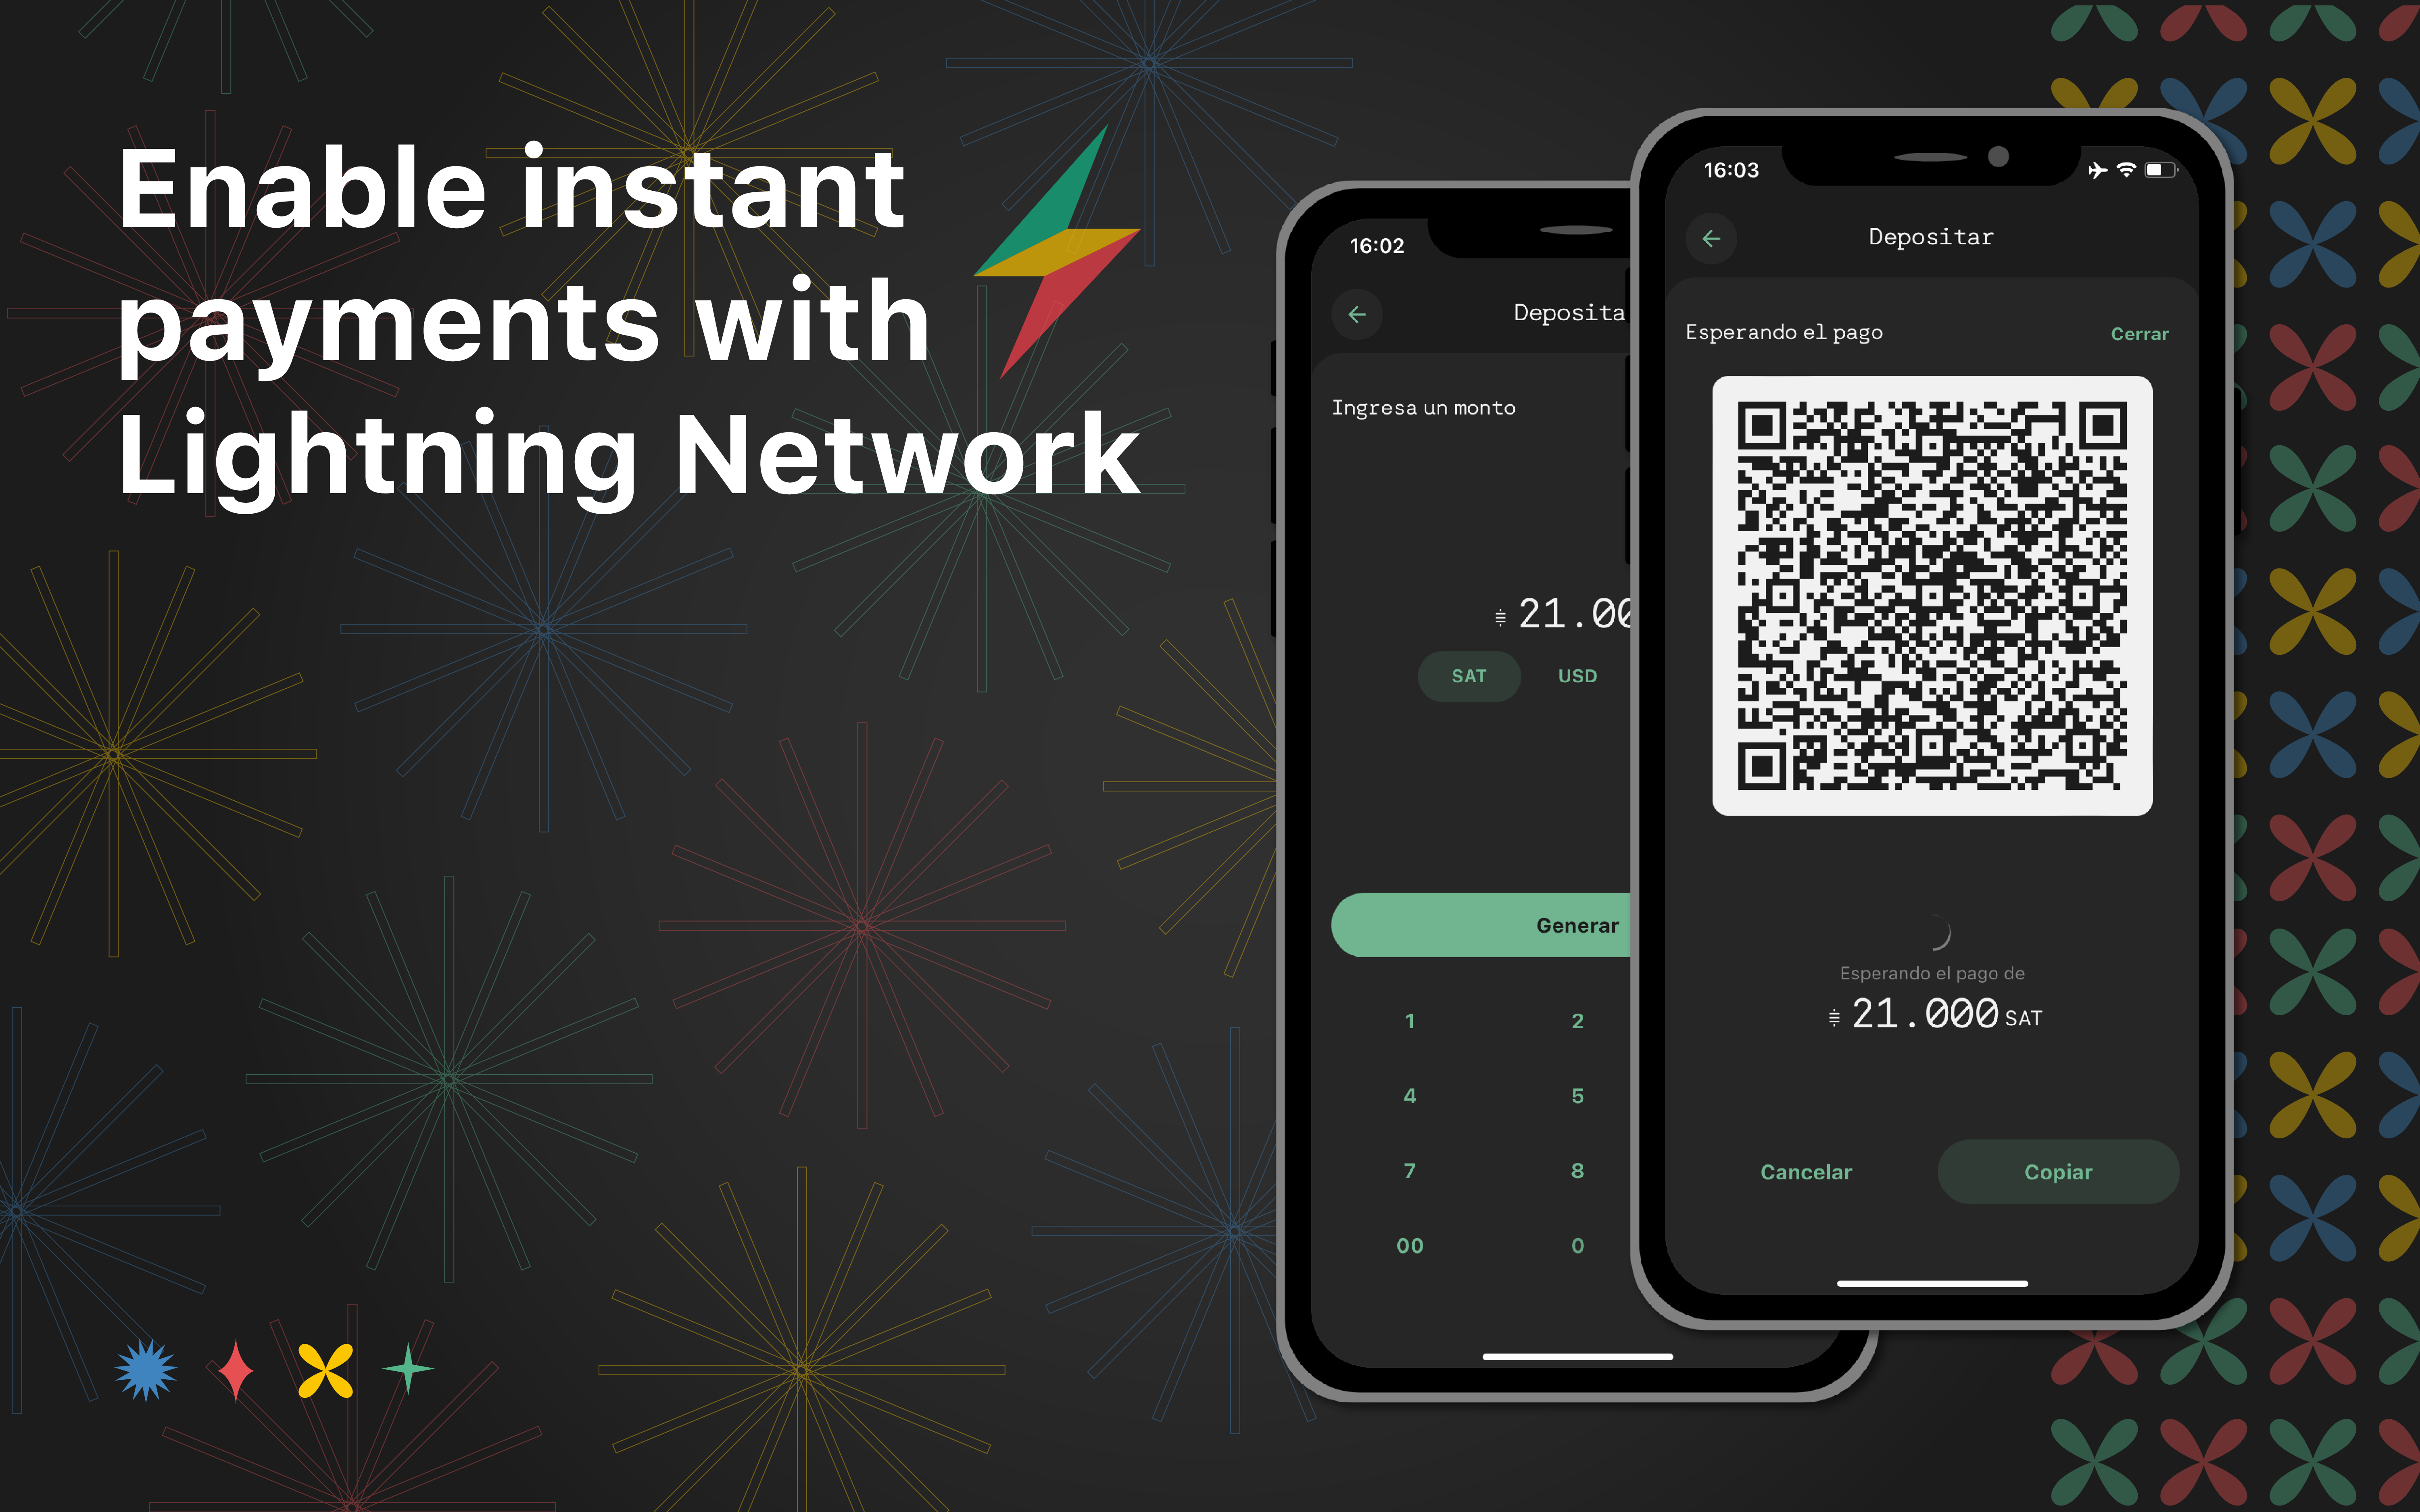 Enable instant
payments with
Lightning Network
16:02
Deposita
Ingresa un monto
21.00
SAT USD
Generar
1 2
4 5
7 8
00 0
16:03
Depositar
Esperando el pago Cerrar
Esperando el pago de
21.000 SAT
Cancelar Copiar